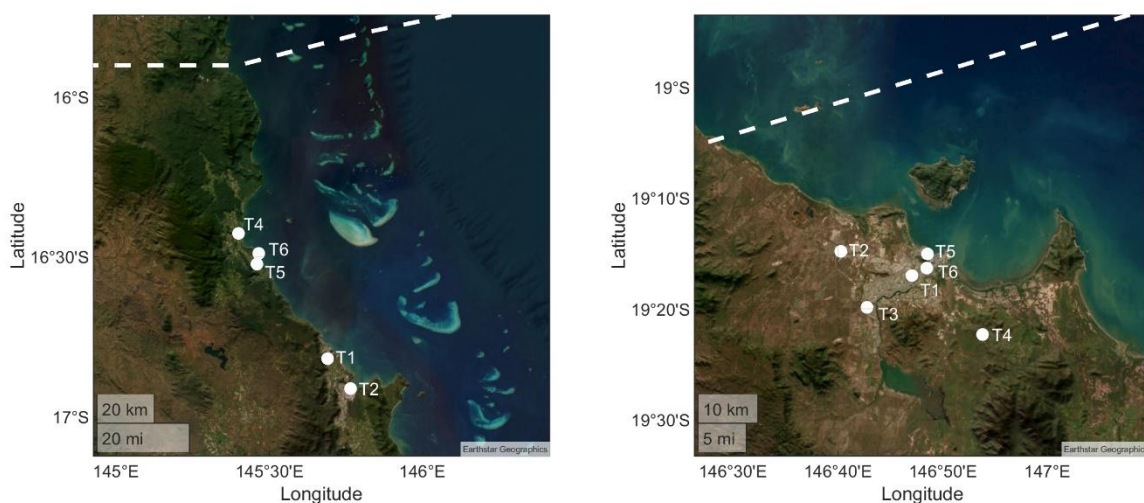 Latitude
16°S
16°30'S
17°S
T4
T6
T5
T1
T2
20 km
20 mi
Earthstar Geographics
145°E
145.5°E
146°E
Longitude
Latitude
19°S
19°10'S
19°20'S
19°30'S
T2
T5
T6
T1
T3
T4
10 km
5 mi
Earthstar Geographics
146°30'E
146°40'E
146°50'E
147°E
Longitude